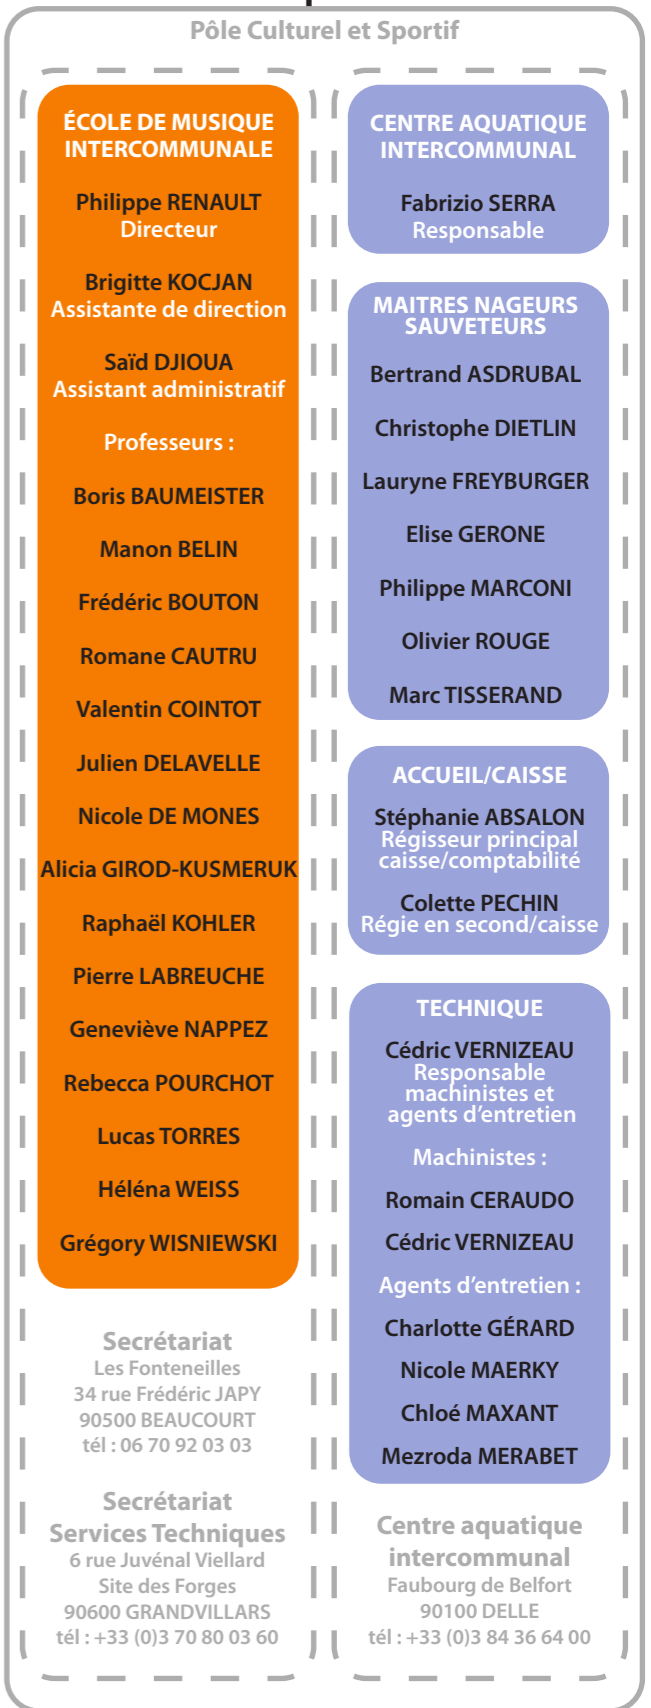 Pôle Culturel et Sportif
ÉCOLE DE MUSIQUE
INTERCOMMUNALE
Philippe RENAULT
Directeur
Brigitte KOCJAN
Assistante de direction
Saïd DJIOUA
Assistant administratif
Professeurs :
Boris BAUMEISTER
Manon BELIN
Frédéric BOUTON
Romane CAUTRU
Valentin COINTOT
Julien DELAVELLE
Nicole DE MONES
Alicia GIROD-KUSMERUK
Raphaël KOHLER
Pierre LABREUCHE
Geneviève NAPPEZ
Rebecca POURCHOT
Lucas TORRES
Héléna WEISS
Grégory WISNIEWSKI
Secrétariat
Les Fonteneilles
34 rue Frédéric JAPY
90500 BEAUCOURT
tél : 06 70 92 03 03
Secrétariat
Services Techniques
6 rue Juvénal Viellard
Site des Forges
90600 GRANDVILLARS
tél : +33 (0)3 70 80 03 60
CENTRE AQUATIQUE
INTERCOMMUNAL
Fabrizio SERRA
Responsable
MAITRES NAGEURS
SAUVETEURS
Bertrand ASDRUBAL
Christophe DIETLIN
Lauryne FREYBURGER
Elise GERONE
Philippe MARCONI
Olivier ROUGE
Marc TISSERAND
ACCUEIL/CAISSE
Stéphanie ABSALON
Régisseur principal
caisse/comptabilité
Colette PECHIN
Régie en second/caisse
TECHNIQUE
Cédric VERNIZEAU
Responsable
machinistes et
agents d’entretien
Machinistes :
Romain CERAUDO
Cédric VERNIZEAU
Agents d’entretien :
Charlotte GÉRARD
Nicole MAERKY
Chloé MAXANT
Mezroda MERABET
Centre aquatique
intercommunal
Faubourg de Belfort
90100 DELLE
tél : +33 (0)3 84 36 64 00